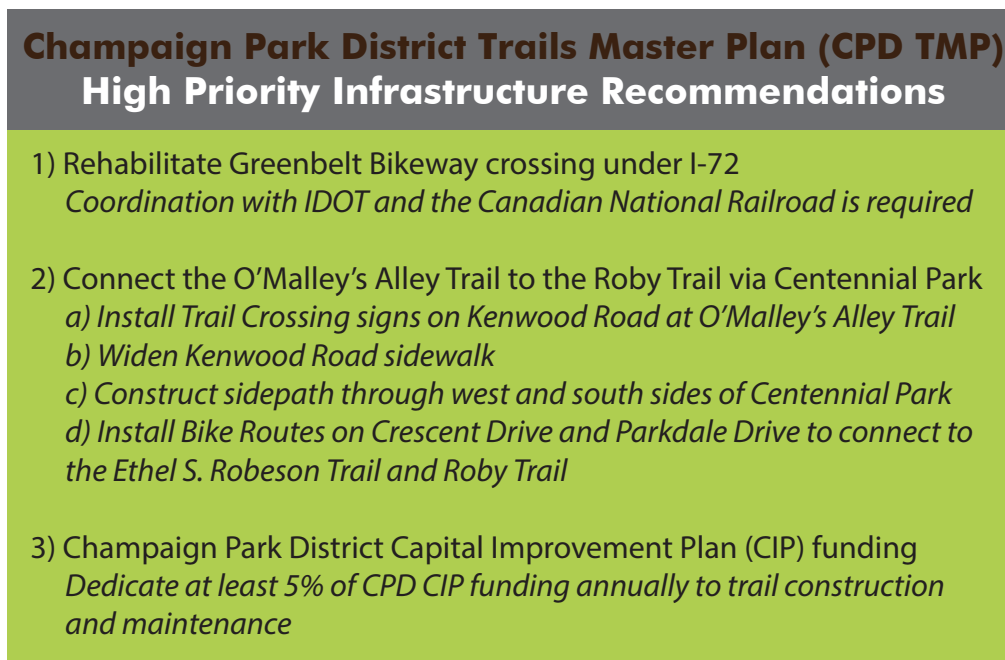 Champaign Park District Trails Master Plan (CPD TMP)
High Priority Infrastructure Recommendations
1) Rehabilitate Greenbelt Bikeway crossing under I-72
Coordination with IDOT and the Canadian National Railroad is required
2) Connect the O’Malley’s Alley Trail to the Roby Trail via Centennial Park
a) Install Trail Crossing signs on Kenwood Road at O’Malley’s Alley Trail
b) Widen Kenwood Road sidewalk
c) Construct sidepath through west and south sides of Centennial Park
d) Install Bike Routes on Crescent Drive and Parkdale Drive to connect to
the Ethel S. Robeson Trail and Roby Trail
3) Champaign Park District Capital Improvement Plan (CIP) funding
Dedicate at least 5% of CPD CIP funding annually to trail construction
and maintenance